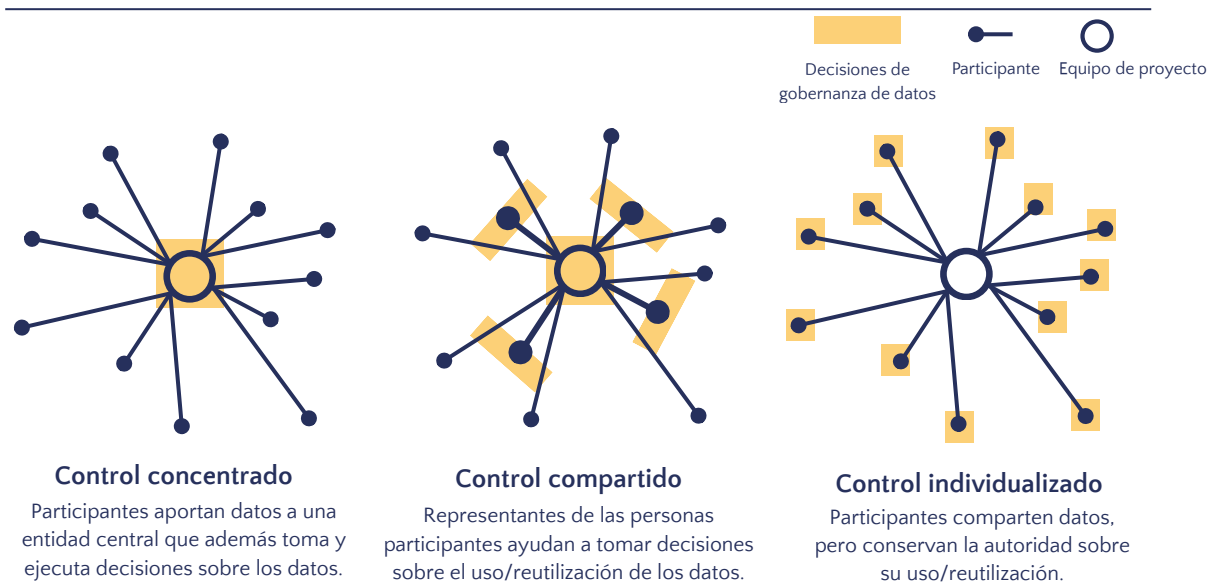 Decisiones de
gobernanza de datos
Participante
Equipo de proyecto
Control concentrado
Participantes aportan datos a una
entidad central que además toma y
ejecuta decisiones sobre los datos.
Control compartido
Representantes de las personas
participantes ayudan a tomar decisiones
sobre el uso/reutilización de los datos.
Control individualizado
Participantes comparten datos,
pero conservan la autoridad sobre
su uso/reutilización.